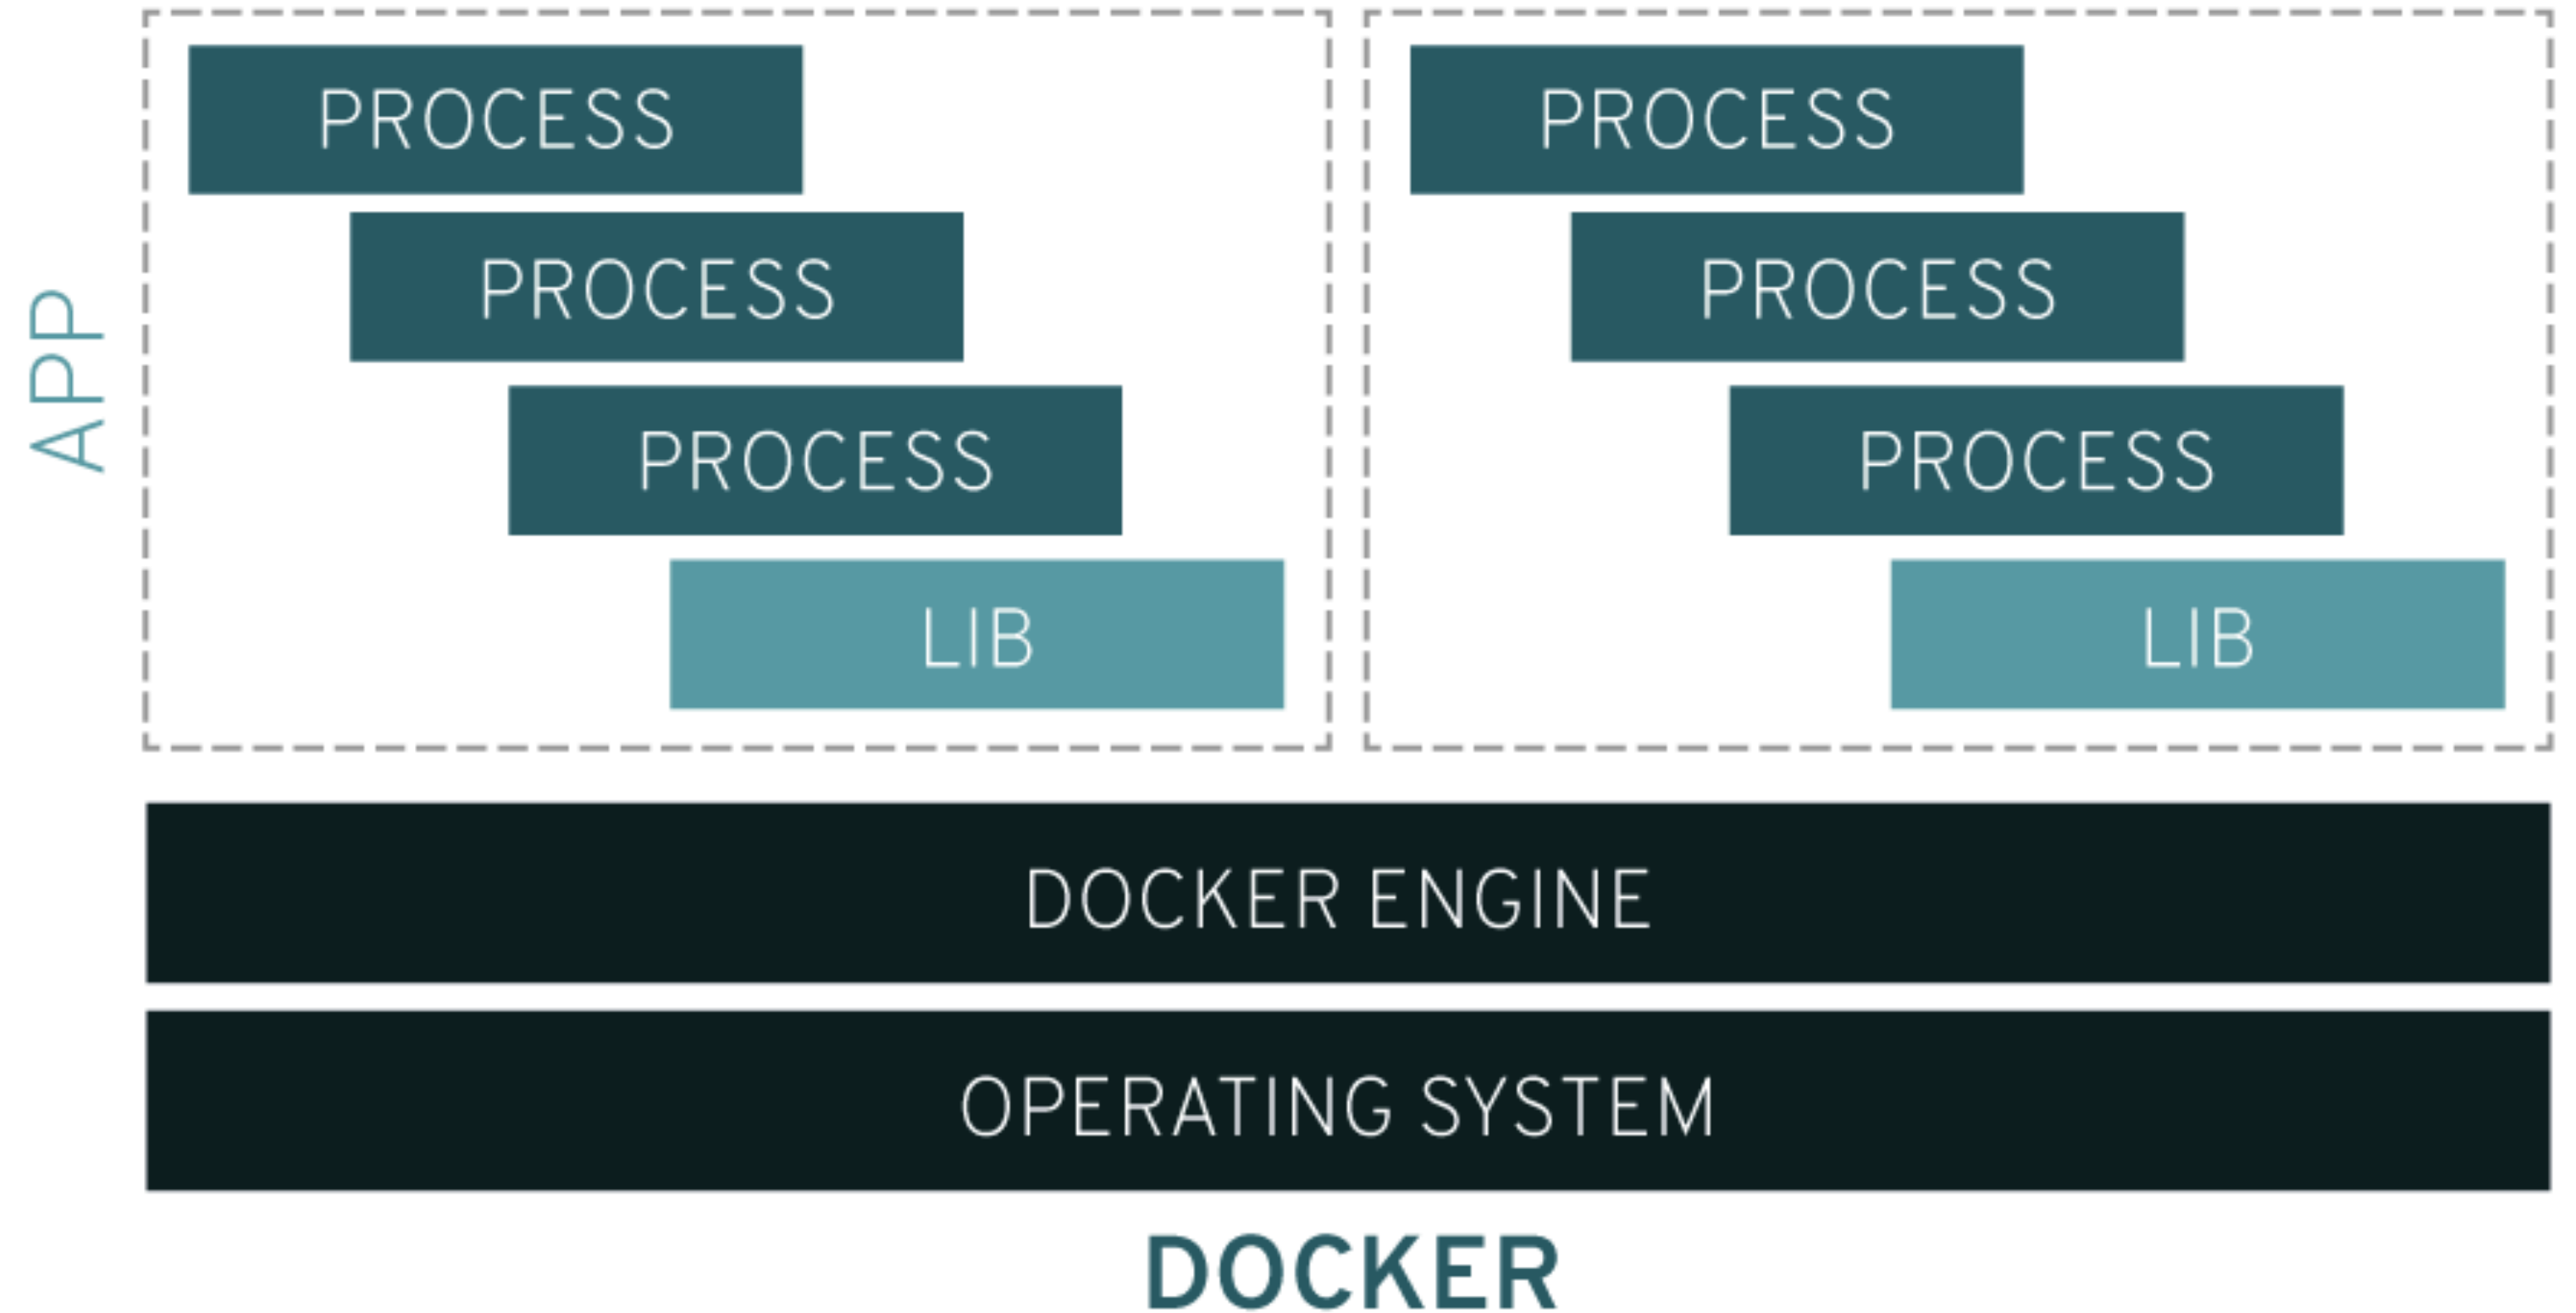 APP
PROCESS
PROCESS
PROCESS
LIB
PROCESS
PROCESS
PROCESS
LIB
DOCKER ENGINE
OPERATING SYSTEM
DOCKER